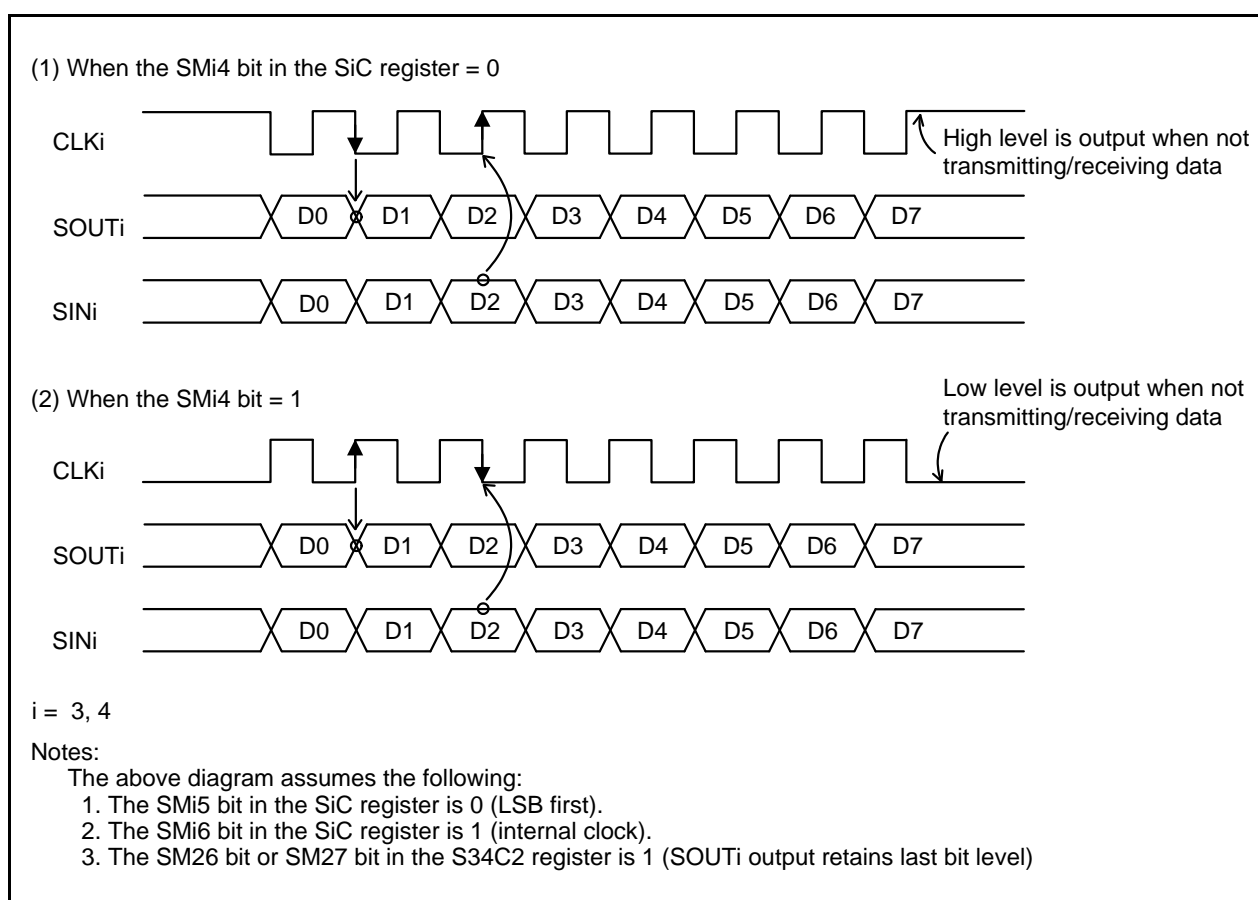 (1) When the SMi4 bit in the SiC register = 0
CLKi
High level is output when not
transmitting/receiving data
SOUTi
D0 D1 D2 D3 D4 D5 D6 D7
SINi
D0 D1 D2 D3 D4 D5 D6 D7
(2) When the SMi4 bit = 1
Low level is output when not
transmitting/receiving data
CLKi
SOUTi
D0 D1 D2 D3 D4 D5 D6 D7
SINi
D0 D1 D2 D3 D4 D5 D6 D7
i = 3, 4
Notes:
The above diagram assumes the following:
1. The SMi5 bit in the SiC register is 0 (LSB first).
2. The SMi6 bit in the SiC register is 1 (internal clock).
3. The SM26 bit or SM27 bit in the S34C2 register is 1 (SOUTi output retains last bit level)